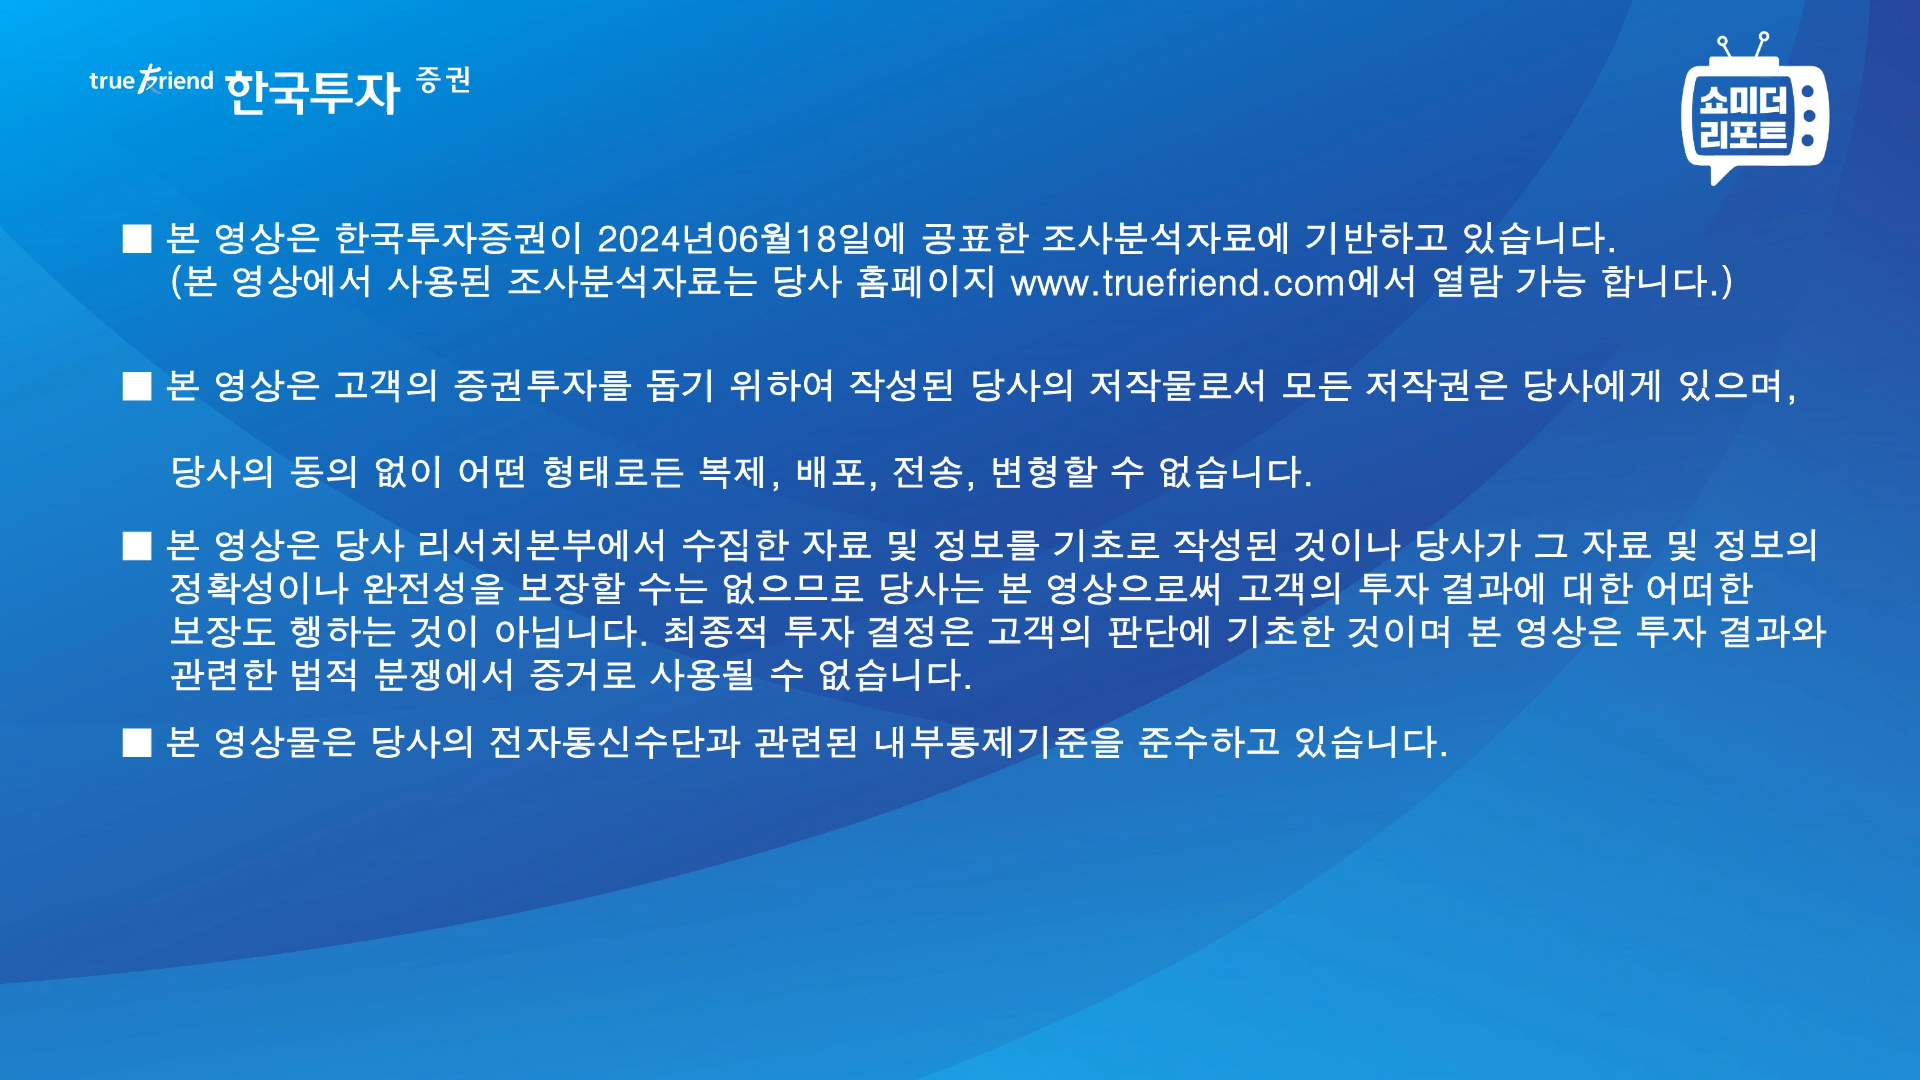 true friend 한국투자 증권
쇼미더
리포트
■ 본 영상은 한국투자증권이 2024년06월18일에 공표한 조사분석자료에 기반하고 있습니다.
(본 영상에서 사용된 조사분석자료는 당사 홈페이지 www.truefriend.com에서 열람 가능 합니다.)
■ 본 영상은 고객의 증권투자를 돕기 위하여 작성된 당사의 저작물로서 모든 저작권은 당사에게 있으며,
당사의 동의 없이 어떤 형태로든 복제, 배포, 전송, 변형할 수 없습니다.
■ 본 영상은 당사 리서치본부에서 수집한 자료 및 정보를 기초로 작성된 것이나 당사가 그 자료 및 정보의
정확성이나 완전성을 보장할 수는 없으므로 당사는 본 영상으로써 고객의 투자 결과에 대한 어떠한
보장도 행하는 것이 아닙니다. 최종적 투자 결정은 고객의 판단에 기초한 것이며 본 영상은 투자 결과와
관련한 법적 분쟁에서 증거로 사용될 수 없습니다.
■ 본 영상물은 당사의 전자통신수단과 관련된 내부통제기준을 준수하고 있습니다.